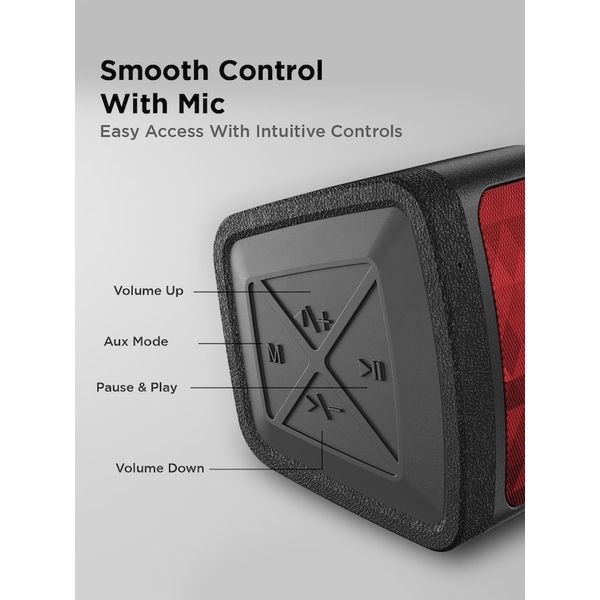 Smooth Control
With Mic
Easy Access With Intuitive Controls
Volume Up
Aux Mode
M
Pause & Play
Volume Down